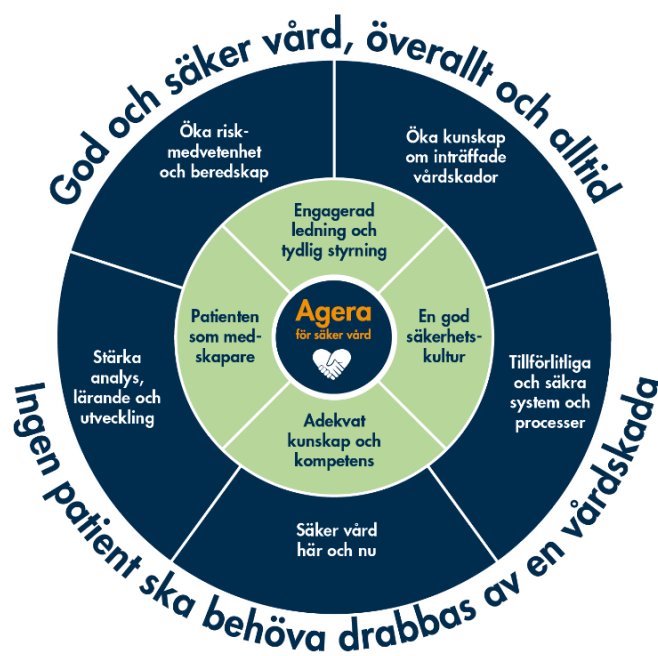 God och säker vård, överallt och alltid
Öka risk-
medvetenhet
och beredskap
Öka kunskap
om inträffade
vårdskador
Engagerad
ledning och
tydlig styrning
Patienten
som med-
skapare
Agera
för säker vård
En god
säkerhets-
kultur
Stärka
analys,
lärande och
utveckling
Tillförlitliga
och säkra
system och
processer
Adekvat
kunskap och
kompetens
Säker vård
här och nu
Ingen patient ska behöva drabbas av en vårdskada